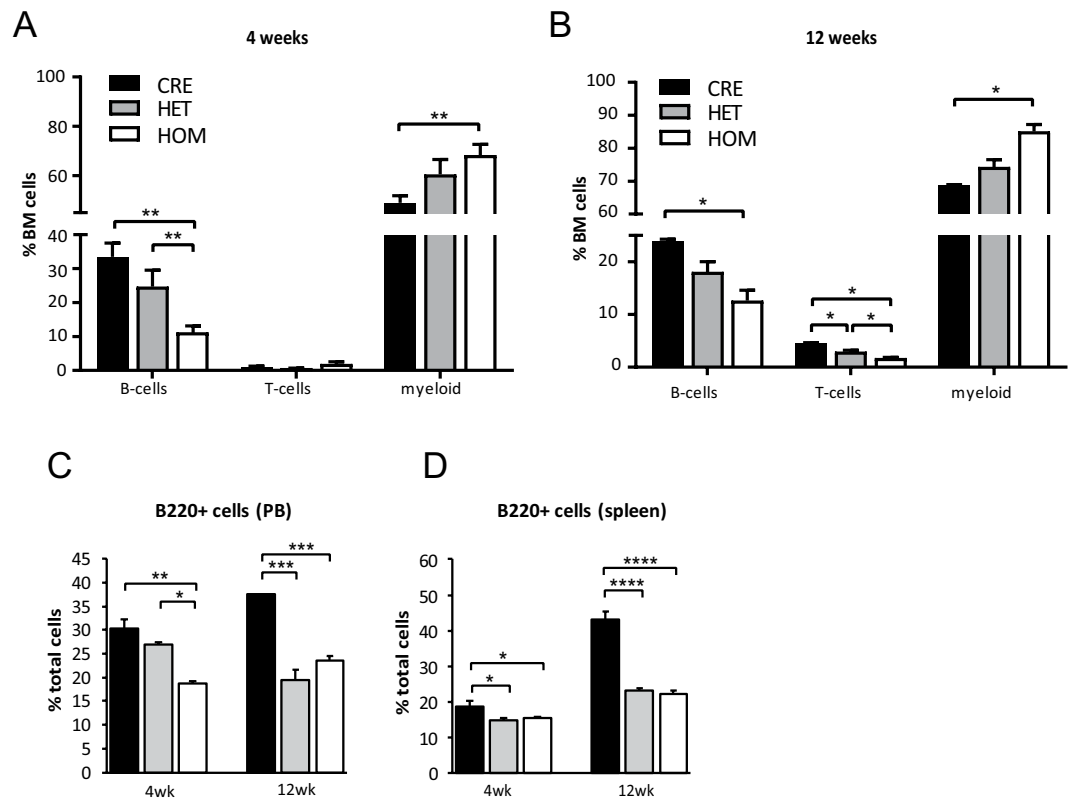 A
4 weeks
100
80
60
40
30
20
10
0
% BM cells
CRE
HET
HOM
**
**
**
B-cells
T-cells
myeloid
B
12 weeks
100
90
80
70
60
20
10
0
% BM cells
CRE
HET
HOM
*
*
*
*
*
B-cells
T-cells
myeloid
C
B220+ cells (PB)
45
40
35
30
25
20
15
10
5
0
% total cells
**
*
***
***
4wk
12wk
D
B220+ cells (spleen)
60
50
40
30
20
10
0
% total cells
*
*
****
****
4wk
12wk